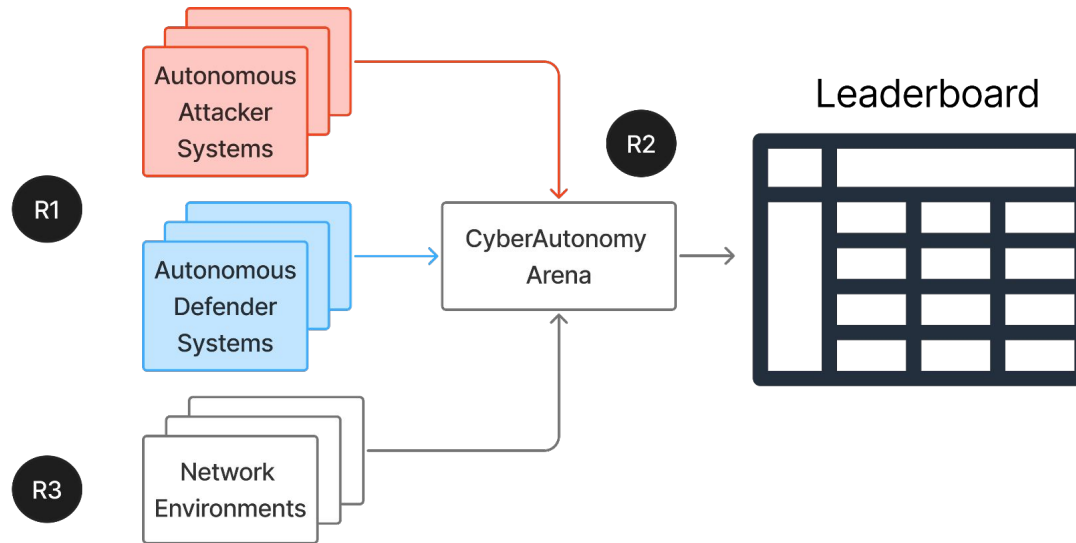 Autonomous
Attacker
Systems
Leaderboard
R2
R1
CyberAutonomy
Arena
Autonomous
Defender
Systems
Network
Environments
R3